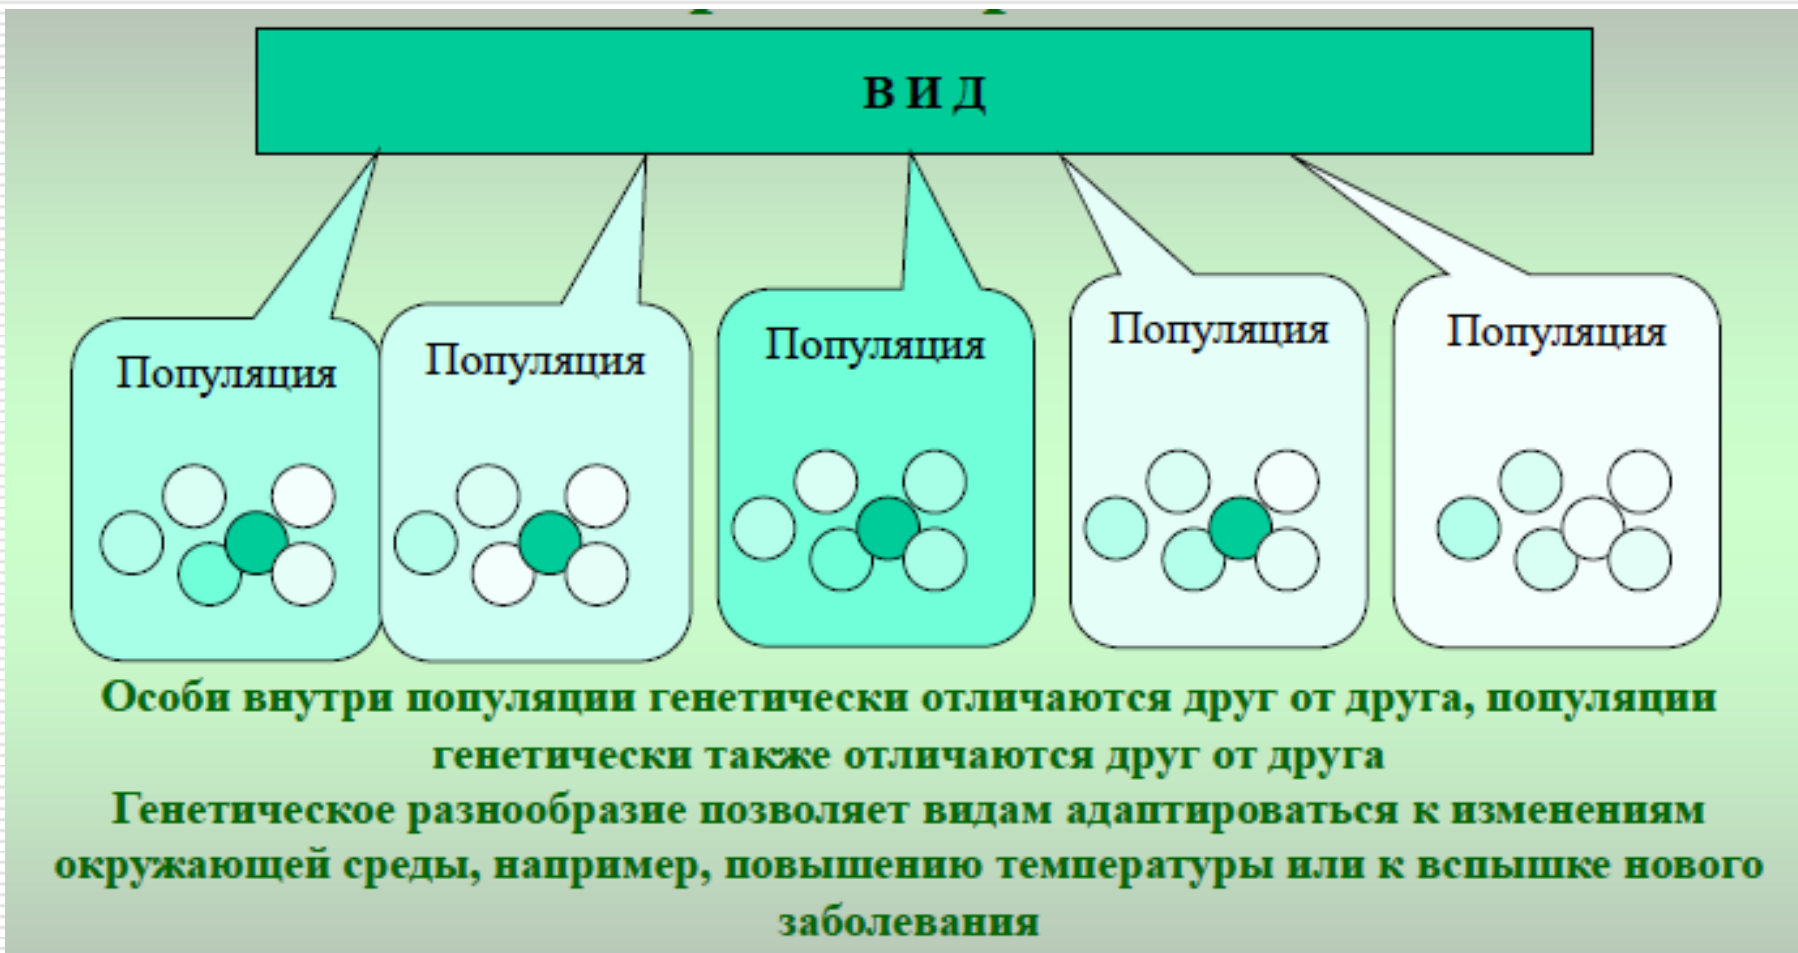 В И Д
Популяция
Популяция
Популяция
Популяция
Популяция
Особи внутри популяции генетически отличаются друг от друга, популяции
генетически также отличаются друг от друга
Генетическое разнообразие позволяет видам адаптироваться к изменениям
окружающей среды, например, повышению температуры или к вспышке нового
заболевания